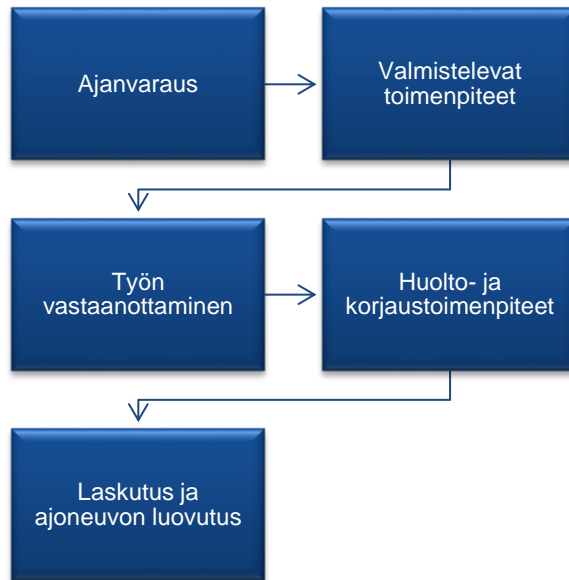 Ajanvaraus
Valmistelevat
toimenpiteet
Työn
vastaanottaminen
Huolto- ja
korjaustoimenpiteet
Laskutus ja
ajoneuvon luovutus